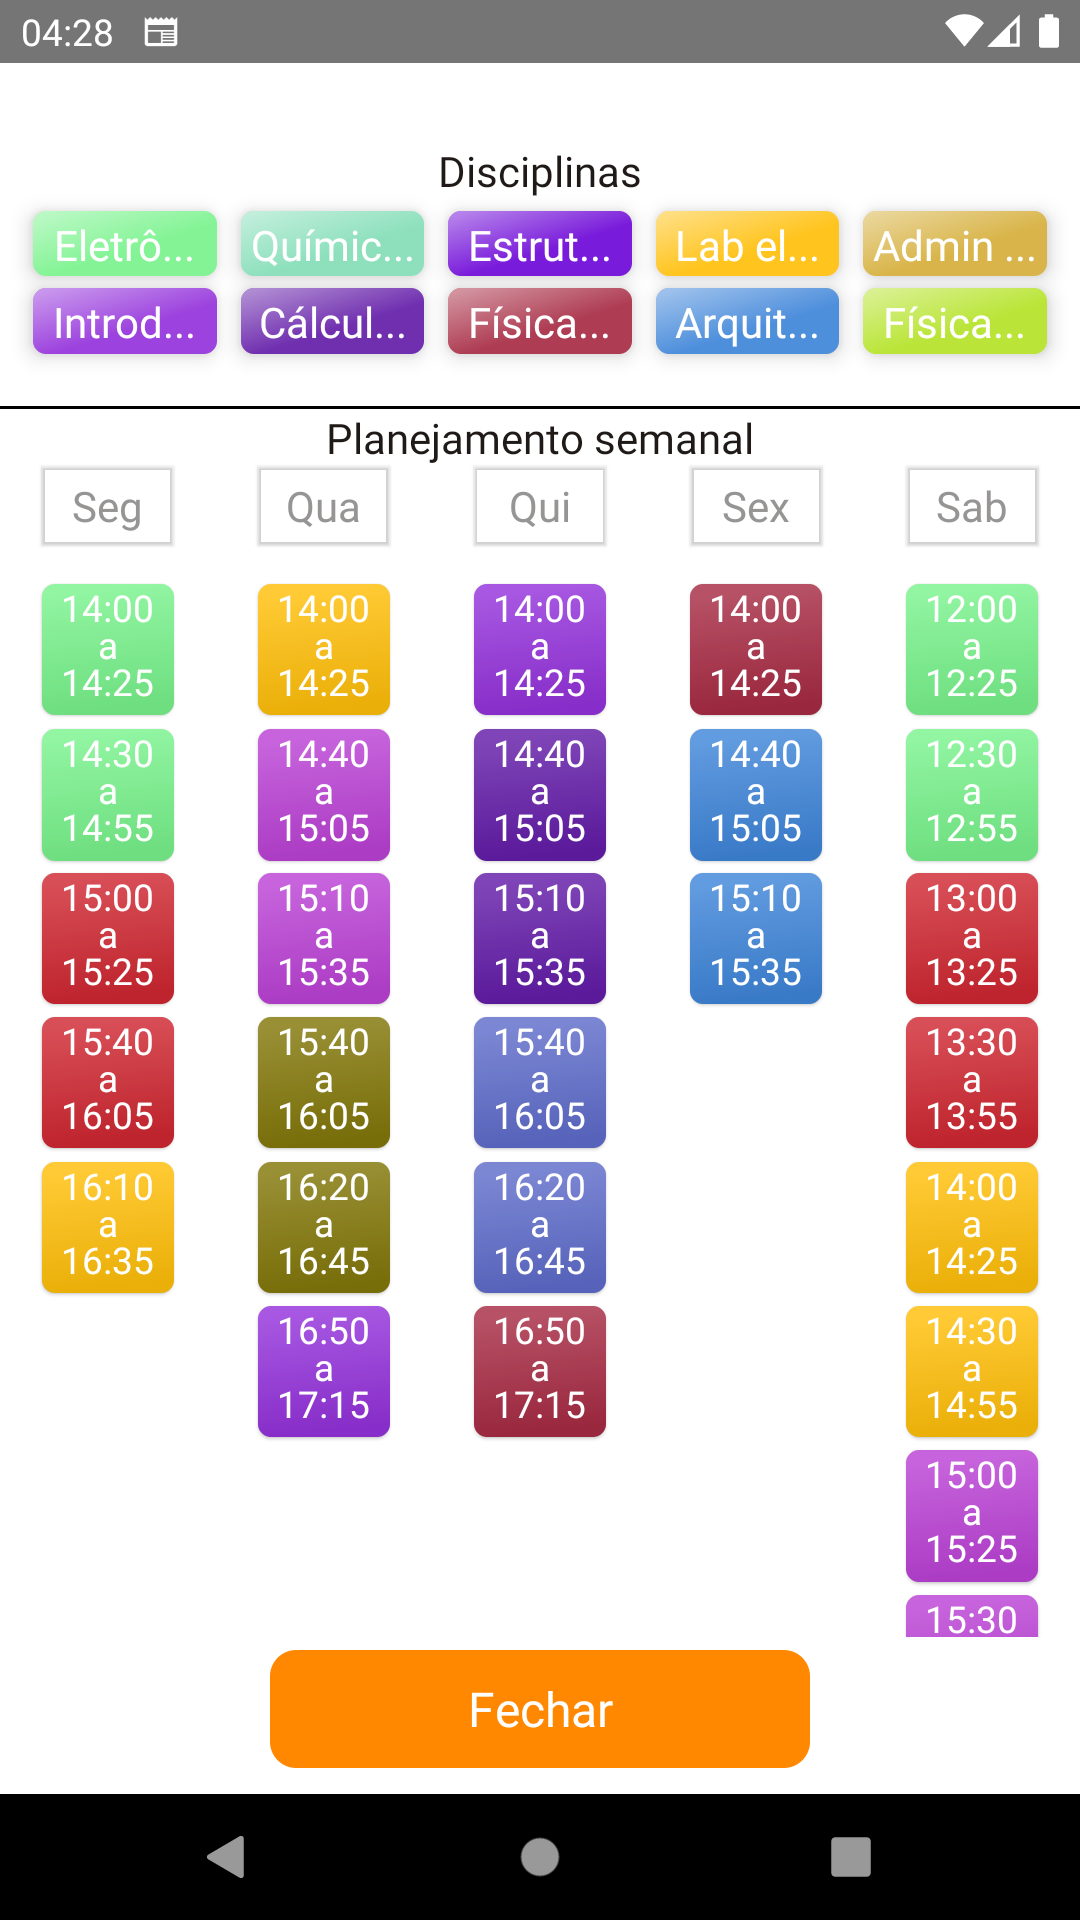 04:28
Disciplinas
Eletrô... Químic... Estrut... Lab el... Admin ...
Introd... Cálcul... Física... Arquit... Física...
Planejamento semanal
Seg Qua Qui Sex Sab
14:00 14:00 14:00 14:00 12:00
a a a a a
14:25 14:25 14:25 14:25 12:25
14:30 14:40 14:40 14:40 12:30
a a a a a
14:55 15:05 15:05 15:05 12:55
15:00 15:10 15:10 15:10 13:00
a a a a a
15:25 15:35 15:35 15:35 13:25
15:40 15:40 15:40 13:30
a a a a
16:05 16:05 16:05 13:55
16:10 16:20 16:20 14:00
a a a a
16:35 16:45 16:45 14:25
16:50 16:50 14:30
a a a
17:15 17:15 14:55
15:00
a
15:25
15:30
Fechar